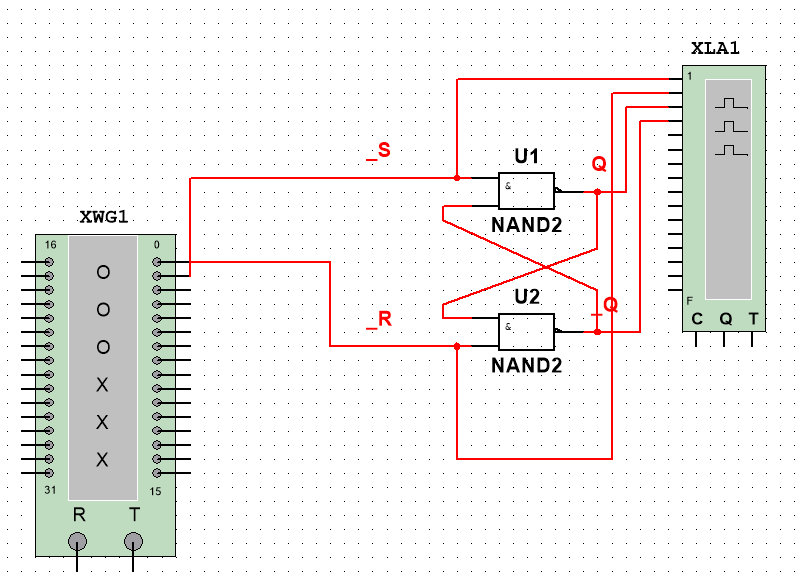 XLA1
1
_S
U1
Q
&
XWG1
NAND2
16
0
O
O
U2
_Q
F
_R
&
C Q T
O
NAND2
X
X
X
31
15
R
T